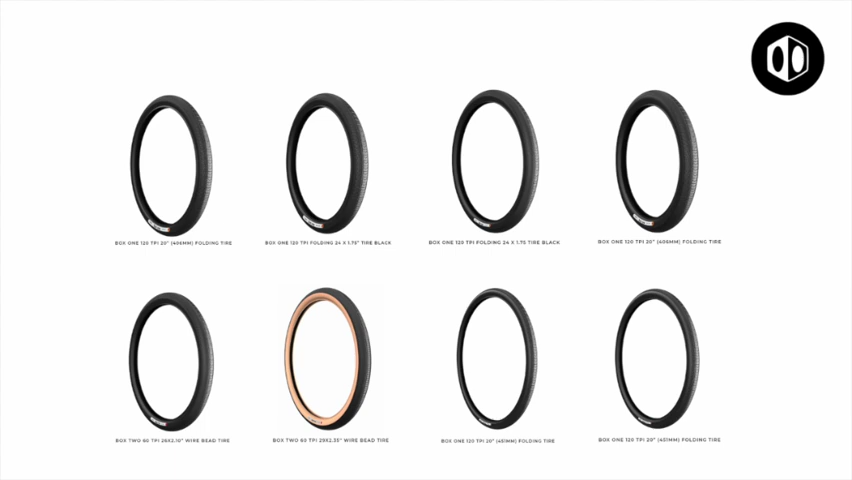 BOX ONE 120 TPI 20" (406MM) FOLDING TIRE
BOX ONE 120 TPI FOLDING 24 X 1.75" TIRE BLACK
BOX ONE 120 TPI FOLDING 24 X 1.75 TIRE BLACK
BOX ONE 120 TPI 20" (406MM) FOLDING TIRE
BOX TWO 60 TPI 26X2.10" WIRE BEAD TIRE
BOX TWO 60 TPI 29X2.35" WIRE BEAD TIRE
BOX ONE 120 TPI 20" (451MM) FOLDING TIRE
BOX ONE 120 TPI 20" (451MM) FOLDING TIRE